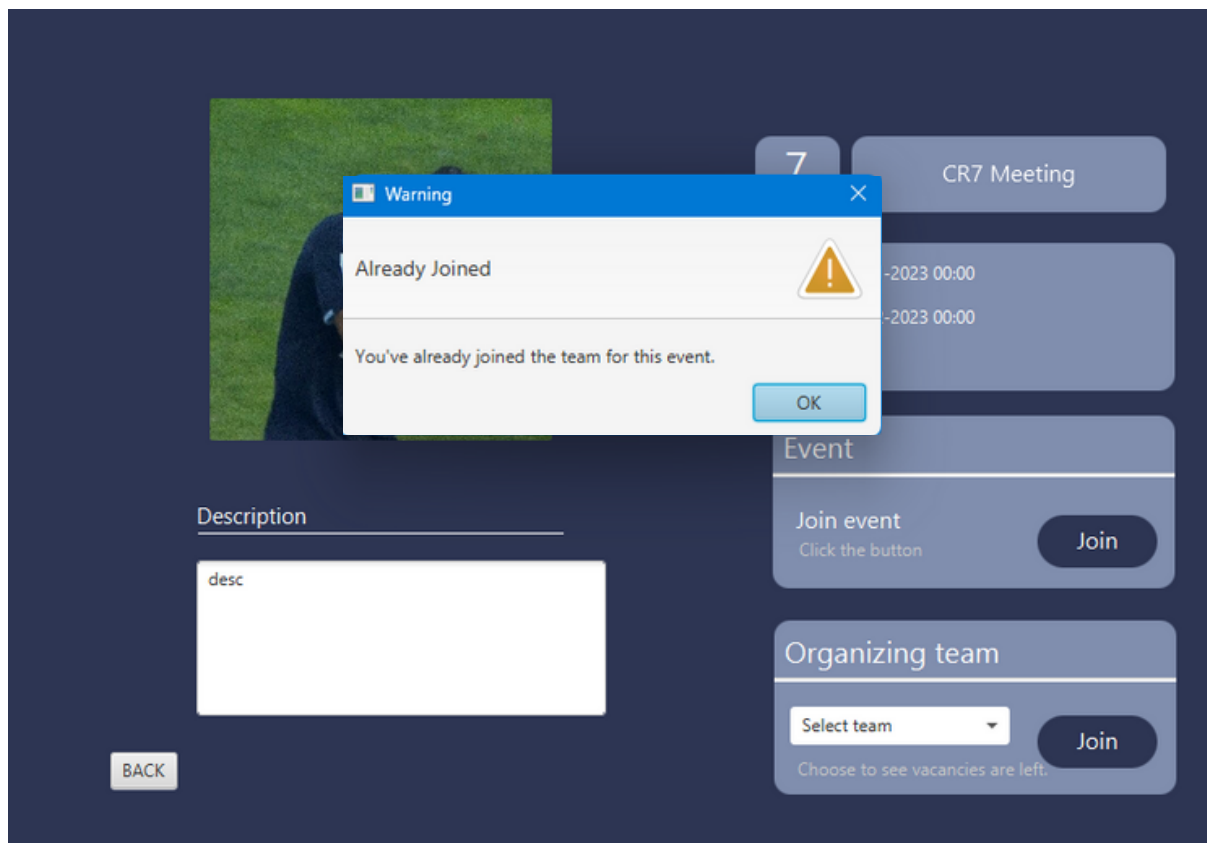 7
CR7 Meeting
Warning
Already Joined
You've already joined the team for this event.
OK
-2023 00:00
-2023 00:00
Event
Join event
Click the button
Join
Description
desc
Organizing team
Select team
Join
Choose to see vacancies are left.
BACK